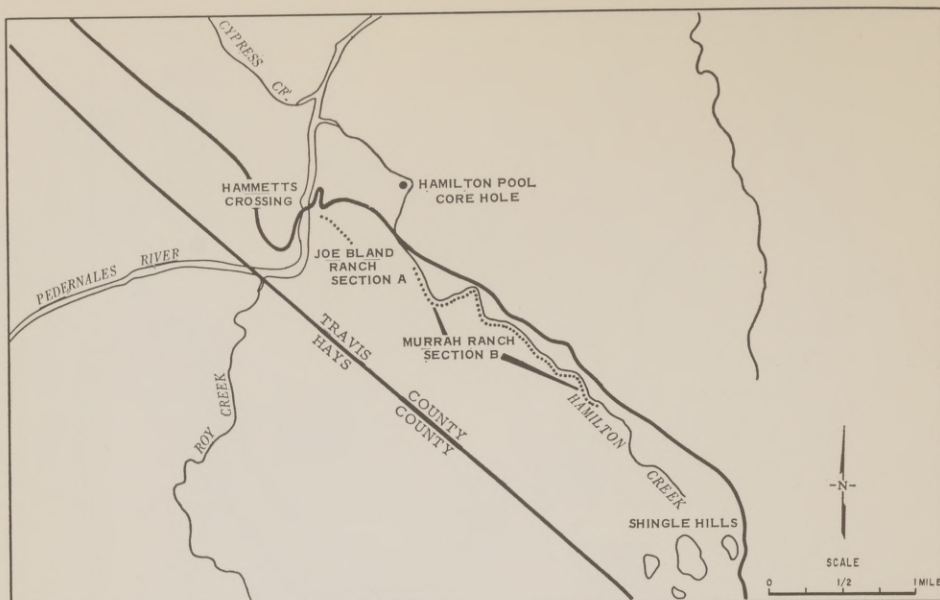 CYPRESS
CR.
HAMMETTS
CROSSING
HAMILTON POOL
CORE HOLE
JOE BLAND
RANCH
SECTION A
PEDERNALES RIVER
TRAVIS
HAYS
MURRAH RANCH
SECTION B
COUNTY
COUNTY
ROY CREEK
HAMILTON
CREEK
-N-
SHINGLE HILLS
SCALE
0 1/2 1 MILE